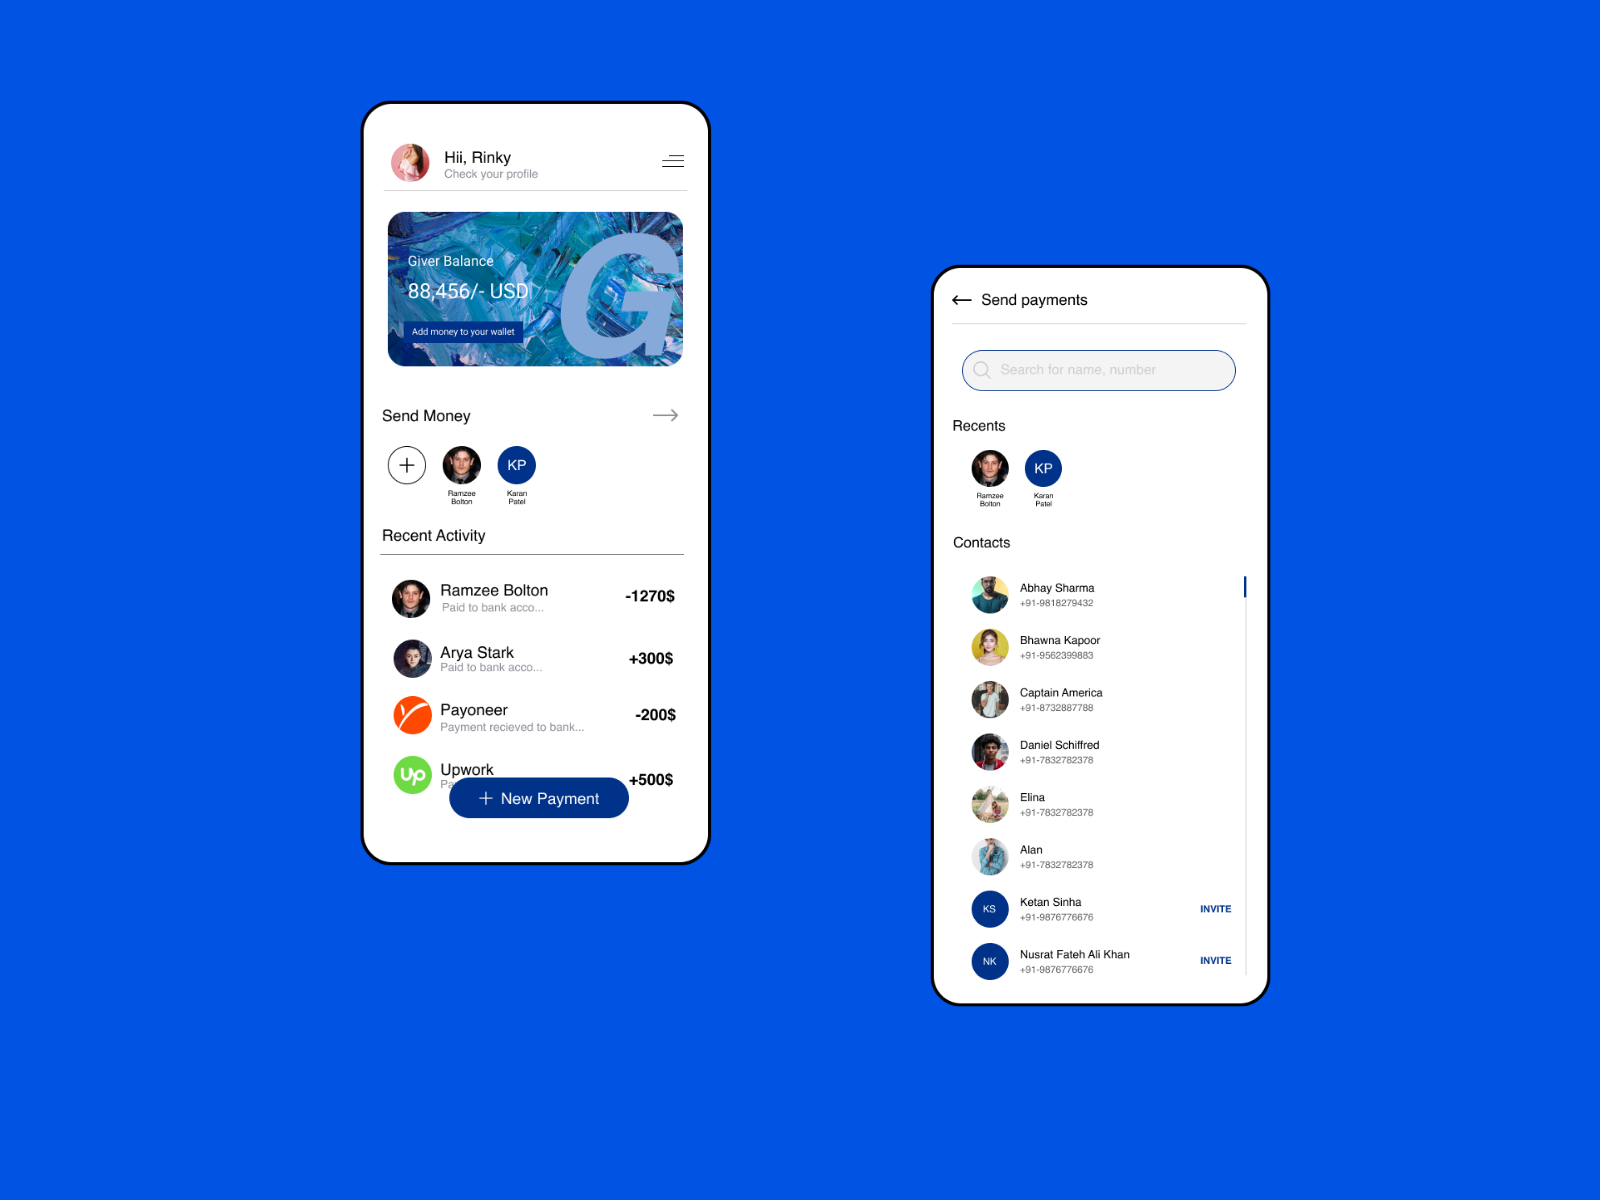 Hii, Rinky
Check your profile
Giver Balance
88,456/- USD
Add money to your wallet
G
Send Money
KP
Ramzee
Bolton
Karan
Patel
Recent Activity
Ramzee Bolton
Paid to bank acco...
-1270$
Arya Stark
Paid to bank acco...
+300$
Payoneer
Payment recieved to bank...
-200$
Up
Upwork
Pa
+500$
New Payment
Send payments
Search for name, number
Recents
KP
Ramzee
Bolton
Karan
Patel
Contacts
Abhay Sharma
+91-9818279432
Bhawna Kapoor
+91-9562399883
Captain America
+91-8732887788
Daniel Schiffred
+91-7832782378
Elina
+91-7832782378
Alan
+91-7832782378
KS
Ketan Sinha
+91-9876776676
INVITE
NK
Nusrat Fateh Ali Khan
+91-9876776676
INVITE